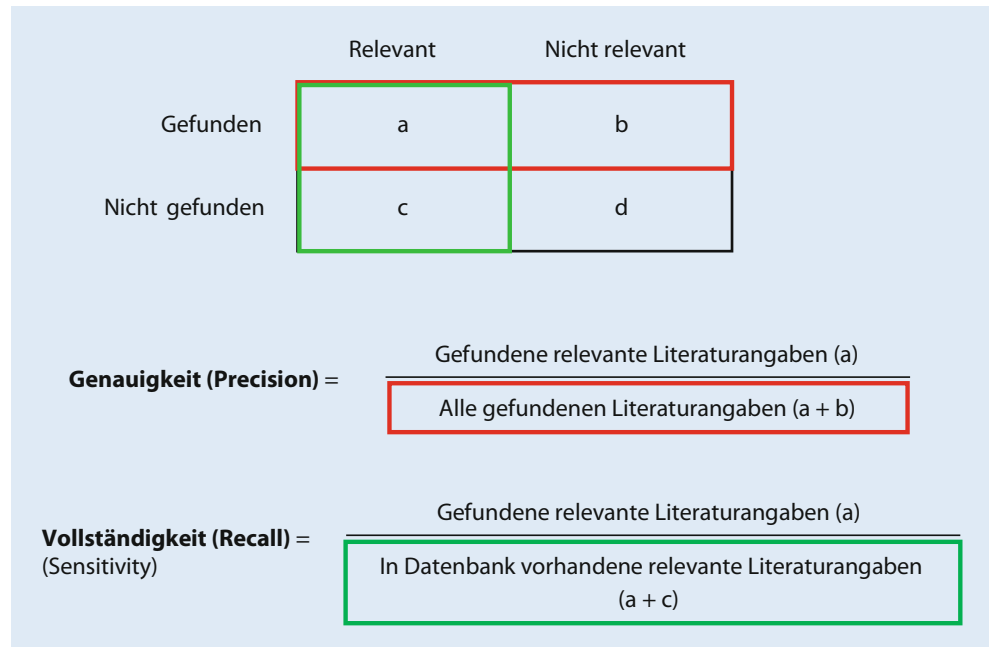 Relevant Nicht relevant
Gefunden a b
Nicht gefunden c d
Gefundene relevante Literaturangaben (a)
Genauigkeit (Precision) =
Alle gefundenen Literaturangaben (a + b)
Gefundene relevante Literaturangaben (a)
Vollständigkeit (Recall) =
(Sensitivity)
In Datenbank vorhandene relevante Literaturangaben
(a + c)